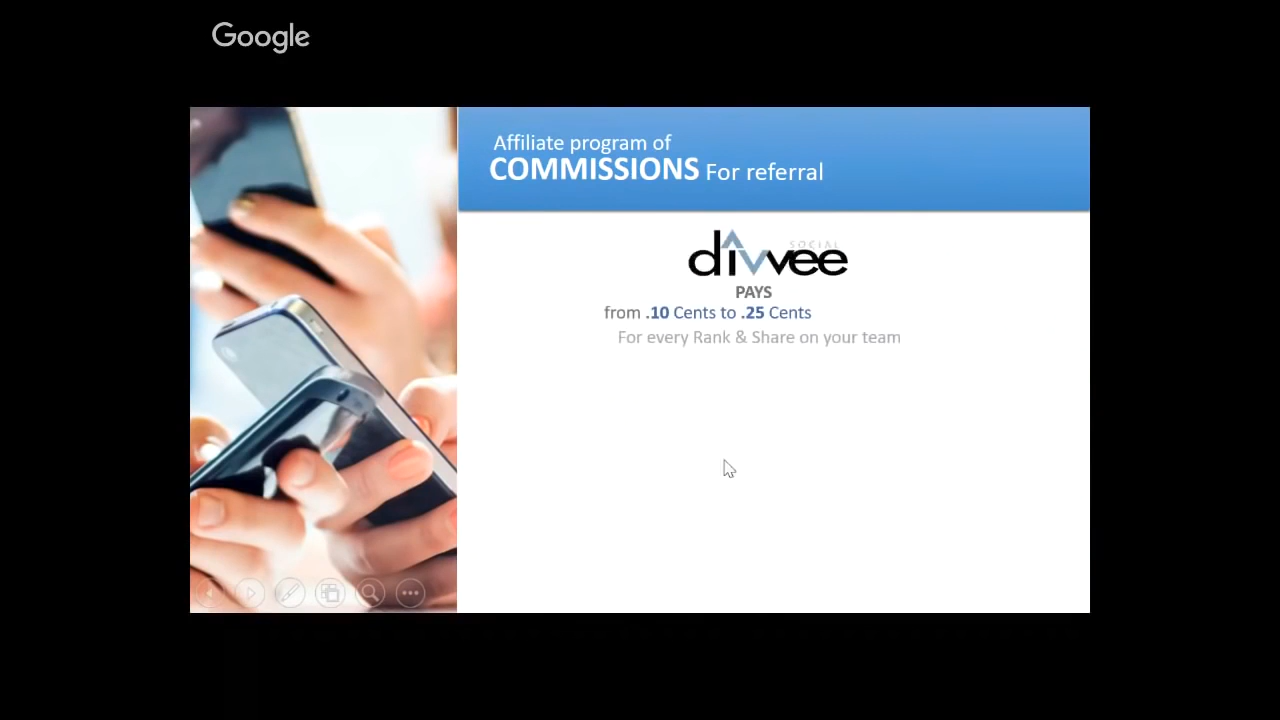 Google
Affiliate program of
COMMISSIONS For referral
divvee SOCIAL
PAYS
from .10 Cents to .25 Cents
For every Rank & Share on your team